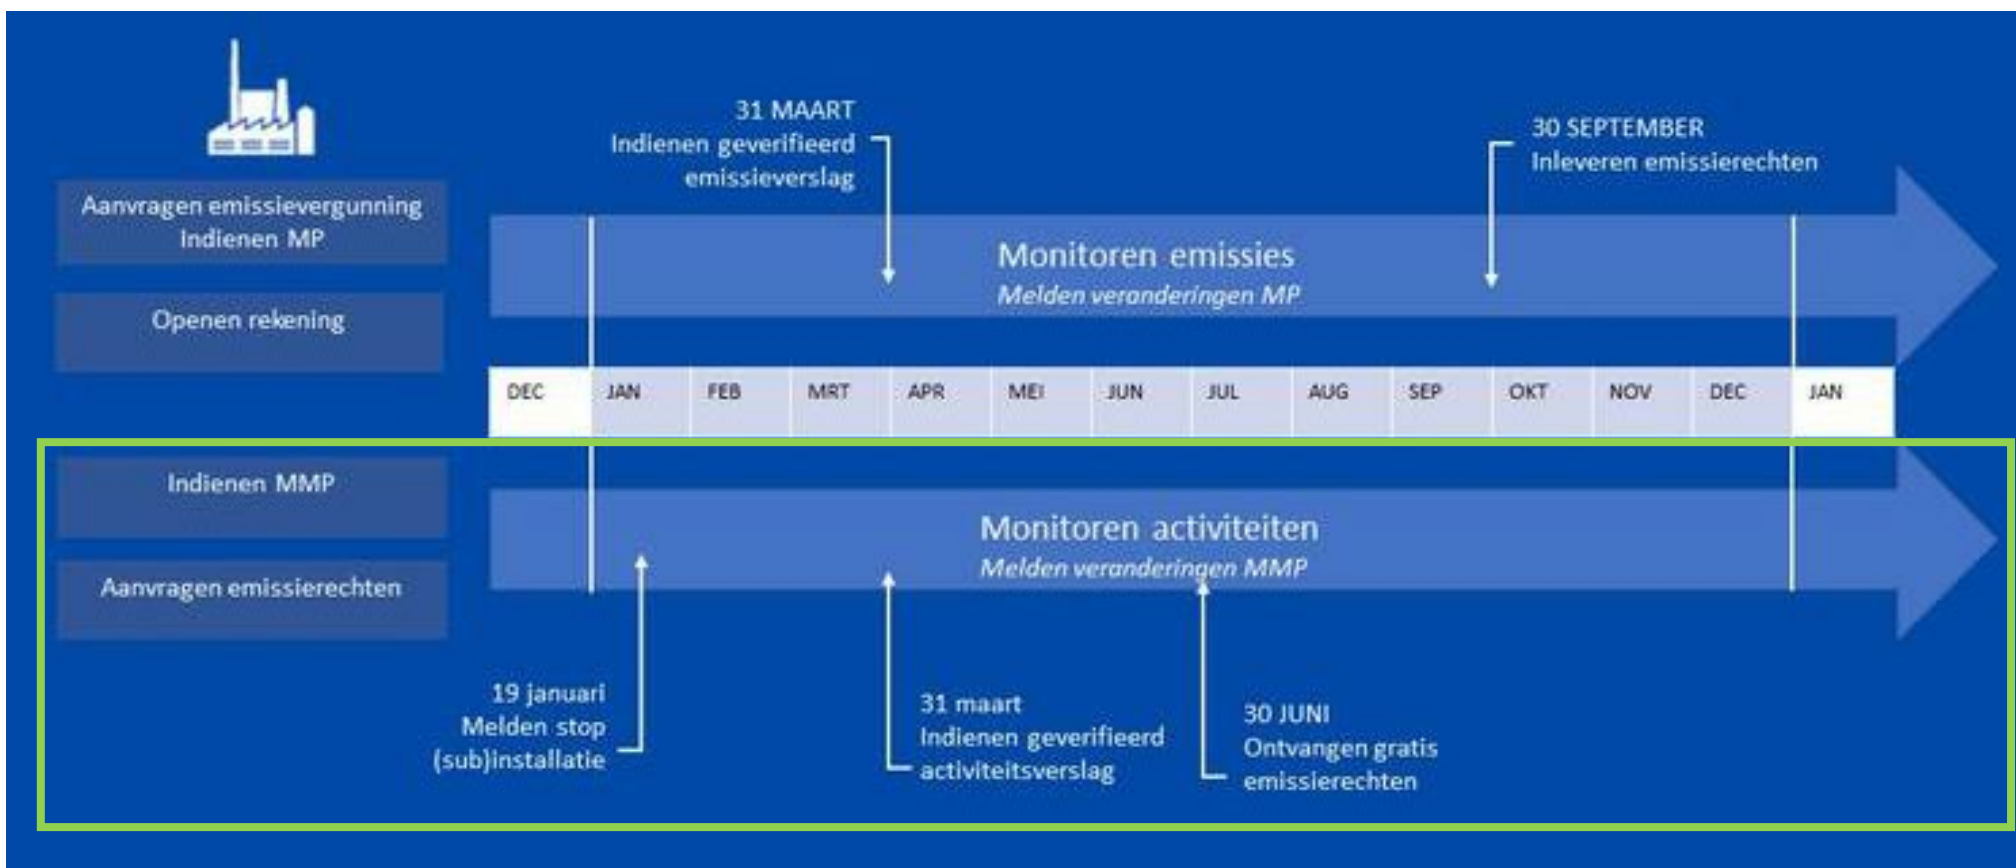 Aanvragen emissievergunning
Indienen MP
Openen rekening
31 MAART
Indienen geverifieerd
emissieverslag
30 SEPTEMBER
Inleveren emissierechten
Monitoren emissies
Melden veranderingen MP
DEC JAN FEB MRT APR MEI JUN JUL AUG SEP OKT NOV DEC JAN
Indienen MMP
Aanvragen emissierechten
Monitoren activiteiten
Melden veranderingen MMP
19 januari
Melden stop
(sub)installatie
31 maart
Indienen geverifieerd
activiteitsverslag
30 JUNI
Ontvangen gratis
emissierechten